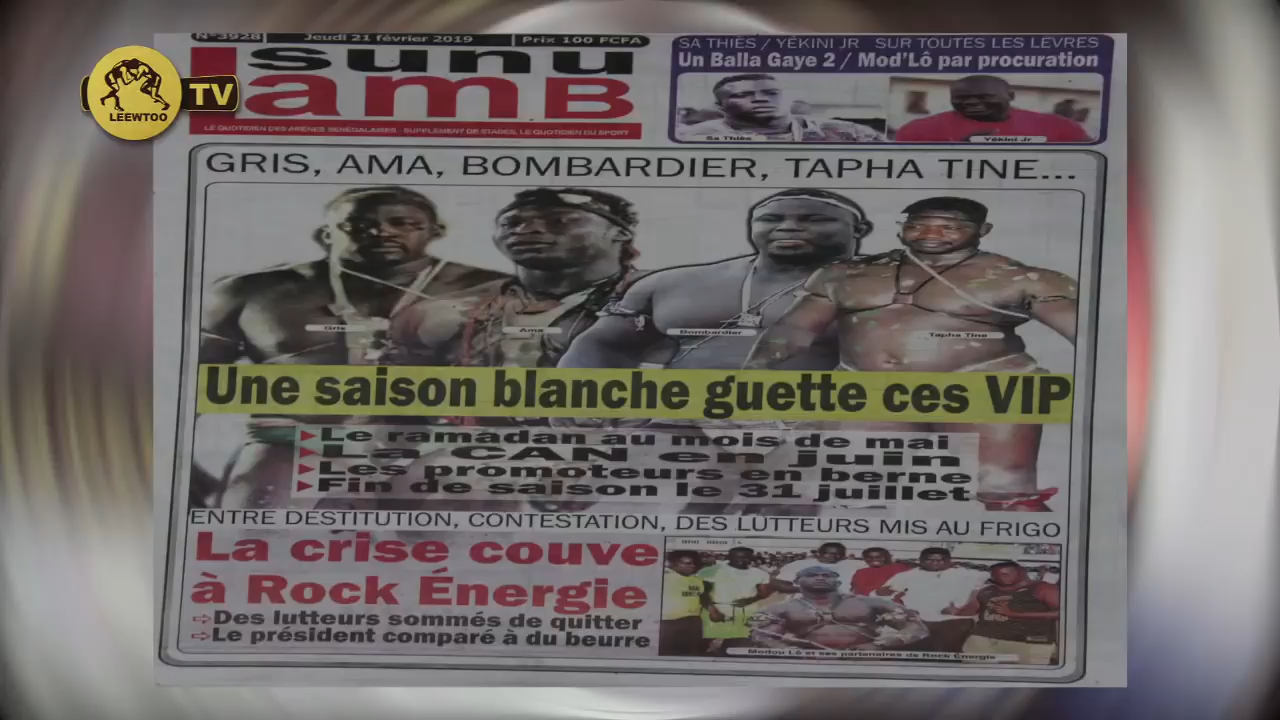 N°3928
Jeudi 21 février 2019
Prix 100 FCFA
sunu
lamB
LE QUOTIDIEN DES ARÈNES SÉNÉGALAISES - SUPPLÉMENT DE STADES, LE QUOTIDIEN DU SPORT
LEEWTOO
TV
SA THIÈS / YÉKINI JR SUR TOUTES LES LÈVRES
Un Balla Gaye 2 / Mod'Lô par procuration
Sa Thiès
Yékini Jr
GRIS, AMA, BOMBARDIER, TAPHA TINE...
Gris
Ama
Bombardier
Tapha Tine
Une saison blanche guette ces VIP
Le ramadan au mois de mai
La CAN en juin
Les promoteurs en berne
Fin de saison le 31 juillet
ENTRE DESTITUTION, CONTESTATION, DES LUTTEURS MIS AU FRIGO
La crise couve
à Rock Énergie
Des lutteurs sommés de quitter
Le président comparé à du beurre
Modou Lô et ses partenaires de Rock Énergie